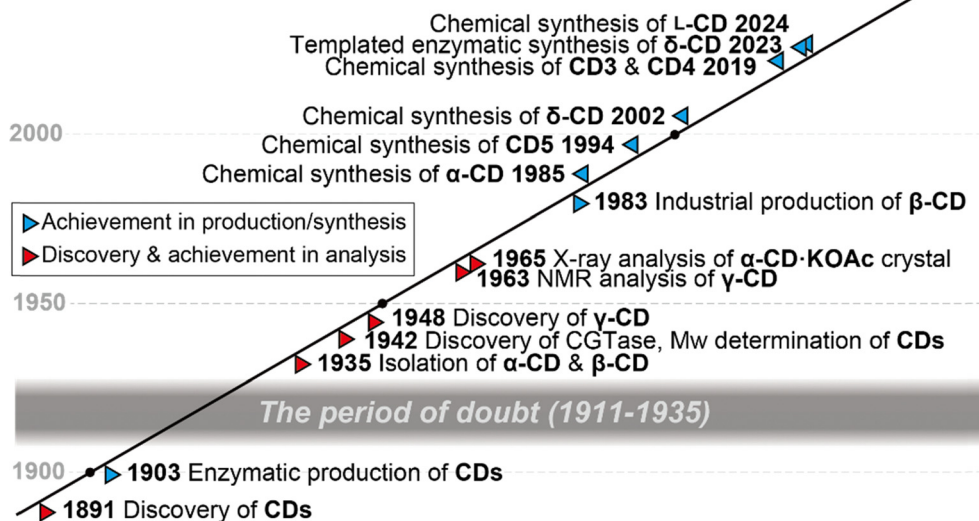 Chemical synthesis of L-CD 2024
Templated enzymatic synthesis of δ-CD 2023
Chemical synthesis of CD3 & CD4 2019
Chemical synthesis of δ-CD 2002
2000
Chemical synthesis of CD5 1994
Chemical synthesis of α-CD 1985
1983 Industrial production of β-CD
Achievement in production/synthesis
Discovery & achievement in analysis
1965 X-ray analysis of α-CD·KOAc crystal
1963 NMR analysis of γ-CD
1950
1948 Discovery of γ-CD
1942 Discovery of CGTase, Mw determination of CDs
1935 Isolation of α-CD & β-CD
The period of doubt (1911-1935)
1900
1903 Enzymatic production of CDs
1891 Discovery of CDs